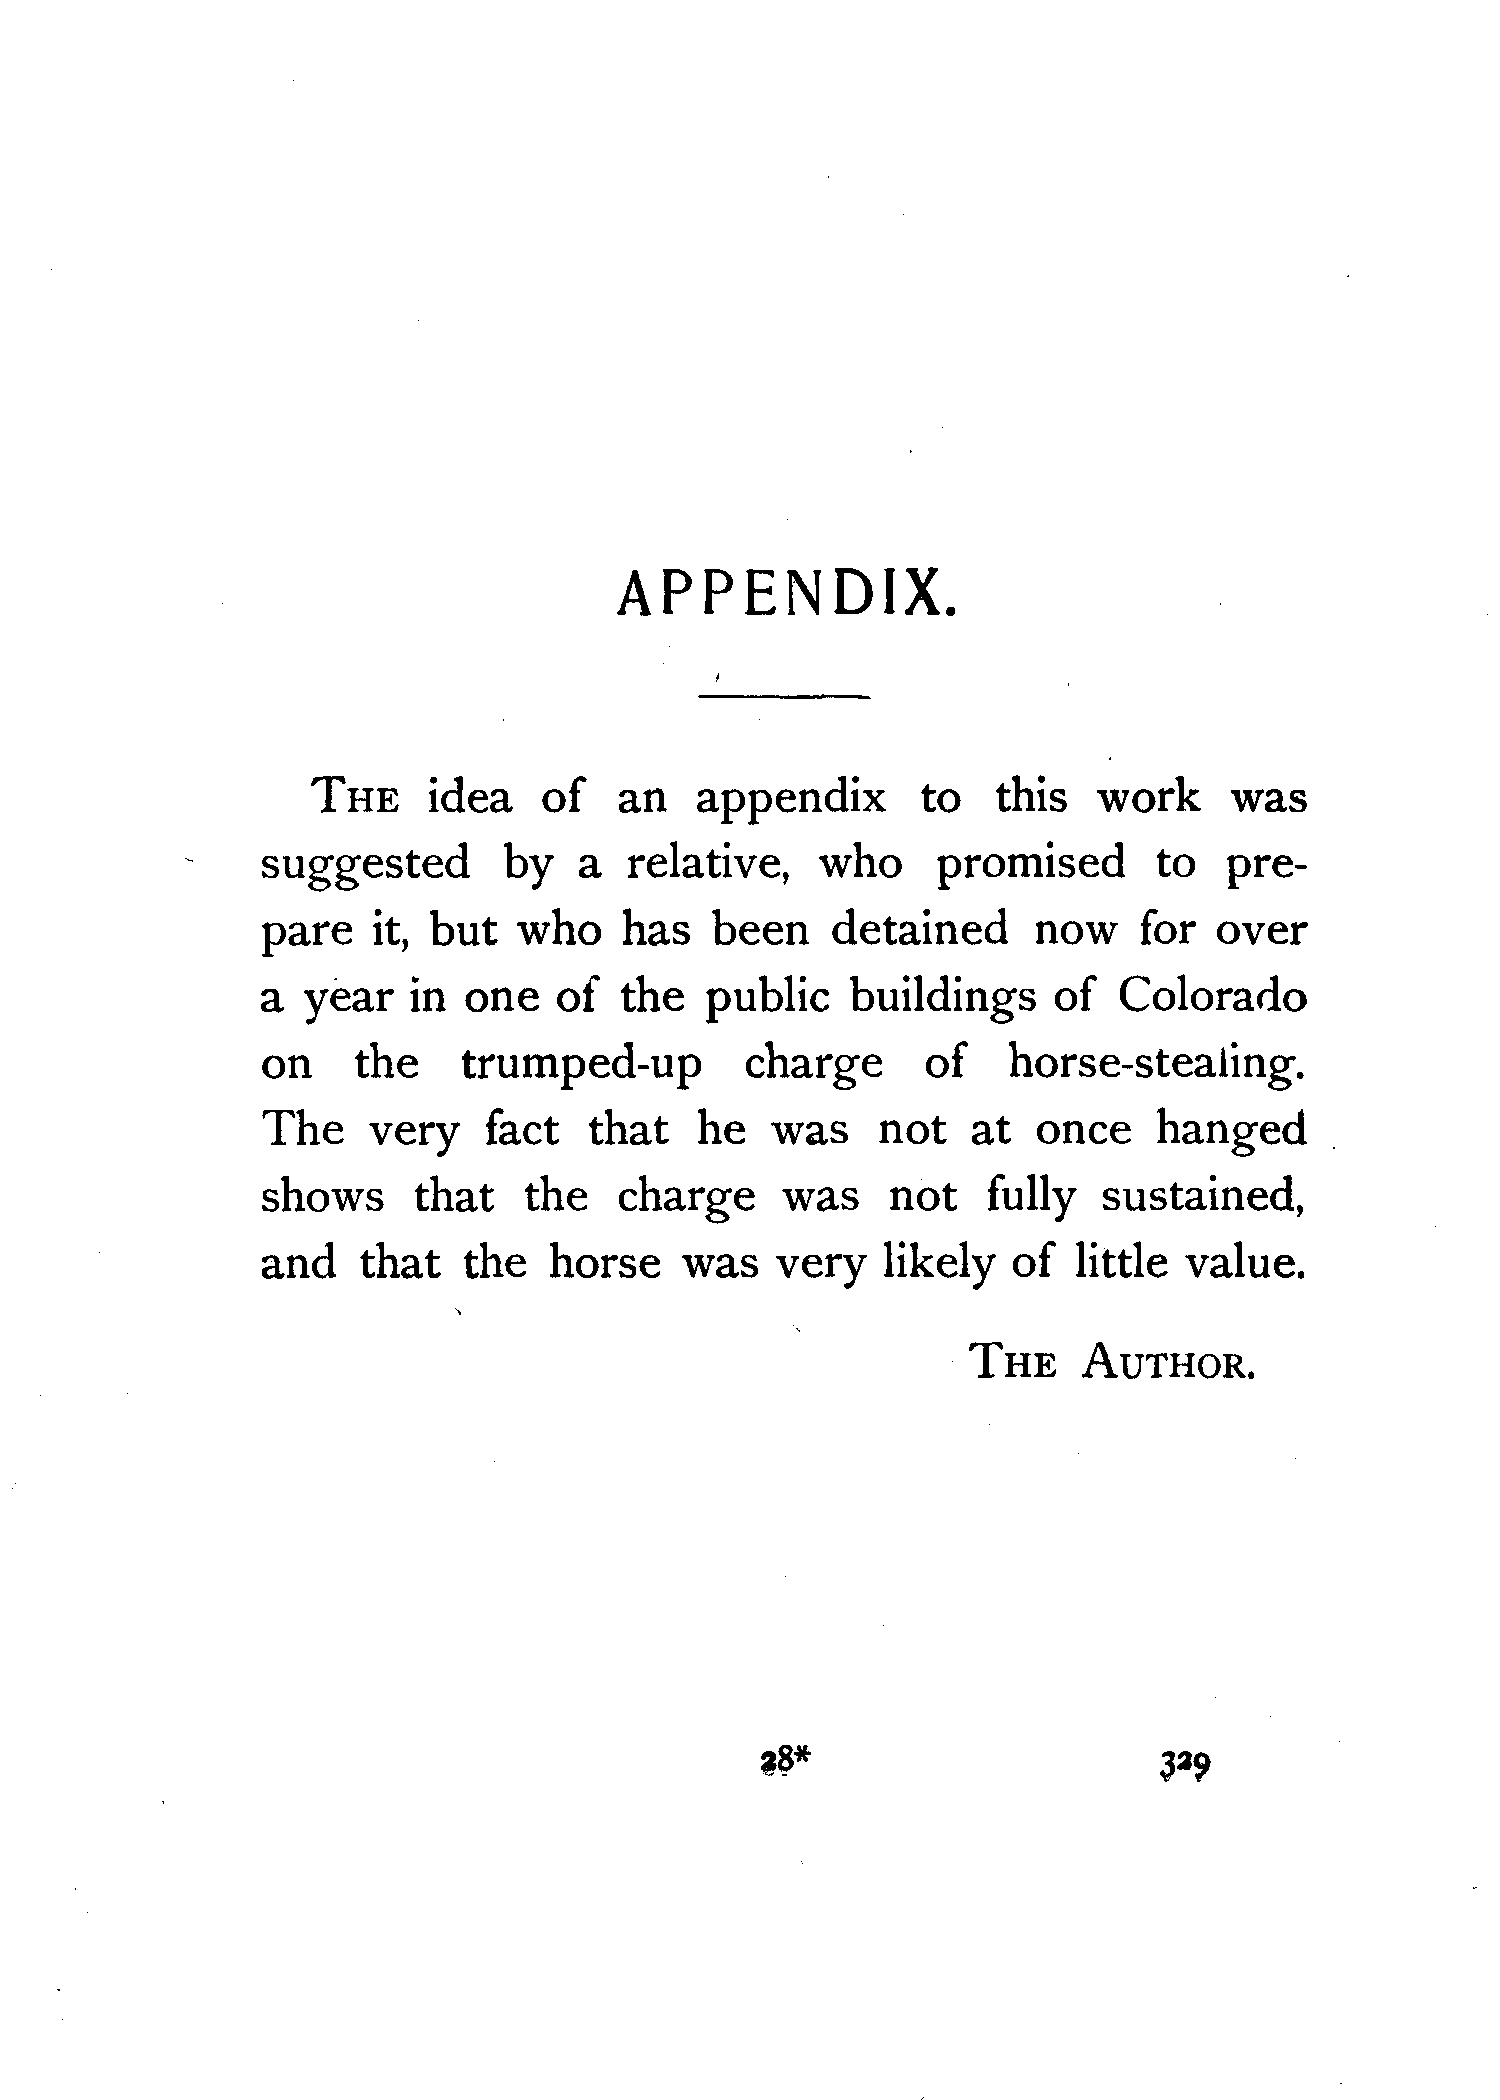 APPENDIX.
THE idea of an appendix to this work was
suggested by a relative, who promised to pre-
pare it, but who has been detained now for over
a year in one of the public buildings of Colorado
on the trumped-up charge of horse-stealing.
The very fact that he was not at once hanged
shows that the charge was not fully sustained,
and that the horse was very likely of little value.
THE AUTHOR.
28* 329